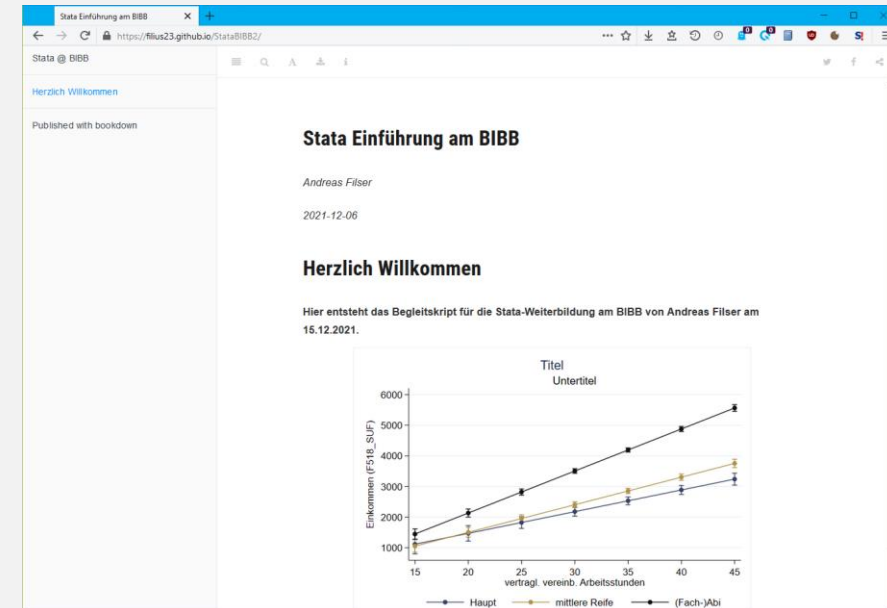 Stata Einführung am BIBB
https://filius23.github.io/StataBIBB2/
Stata @ BIBB
Herzlich Willkommen
Published with bookdown
Stata Einführung am BIBB
Andreas Filser
2021-12-06
Herzlich Willkommen
Hier entsteht das Begleitskript für die Stata-Weiterbildung am BIBB von Andreas Filser am
15.12.2021.
Titel
Untertitel
Einkommen (F518_SUF)
6000
5000
4000
3000
2000
1000
15 20 25 30 35 40 45
vertragl. vereinb. Arbeitsstunden
Haupt mittlere Reife (Fach-)Abi